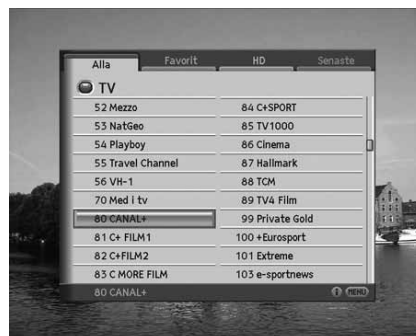 Alla Favorit HD Senaste
TV
52 Mezzo 84 C+SPORT
53 NatGeo 85 TV1000
54 Playboy 86 Cinema
55 Travel Channel 87 Hallmark
56 VH-1 88 TCM
70 Med i tv 89 TV4 Film
80 CANAL+ 99 Private Gold
81 C+ FILM1 100 +Eurosport
82 C+FILM2 101 Extreme
83 C MORE FILM 103 e-sportnews
80 CANAL+ i MENU